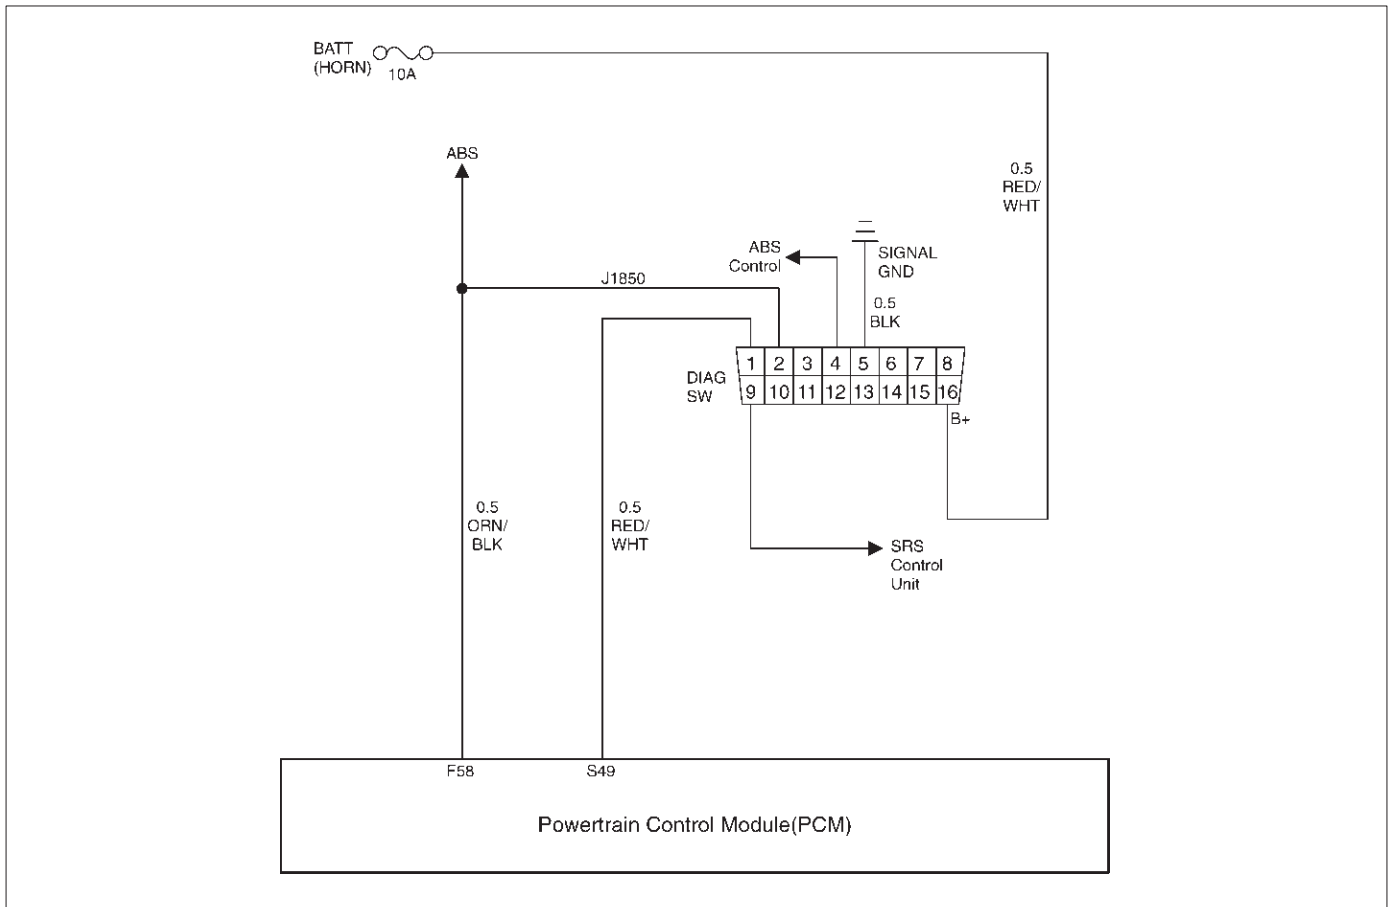 BATT
(HORN)
10A
ABS
0.5
RED/
WHT
ABS
Control
SIGNAL
GND
J1850
0.5
BLK
DIAG
SW
1 2 3 4 5 6 7 8
9 10 11 12 13 14 15 16
B+
0.5
ORN/
BLK
0.5
RED/
WHT
SRS
Control
Unit
F58
S49
Powertrain Control Module(PCM)